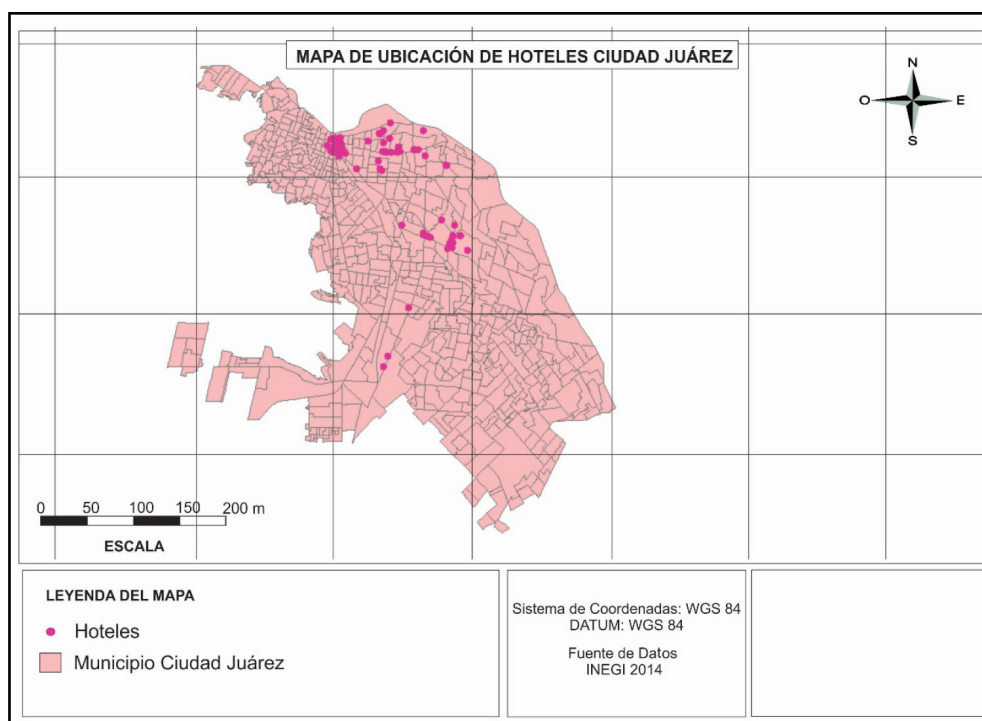 MAPA DE UBICACIÓN DE HOTELES CIUDAD JUÁREZ
N
O
E
S
0 50 100 150 200 m
ESCALA
LEYENDA DEL MAPA
Hoteles
Municipio Ciudad Juárez
Sistema de Coordenadas: WGS 84
DATUM: WGS 84
Fuente de Datos
INEGI 2014